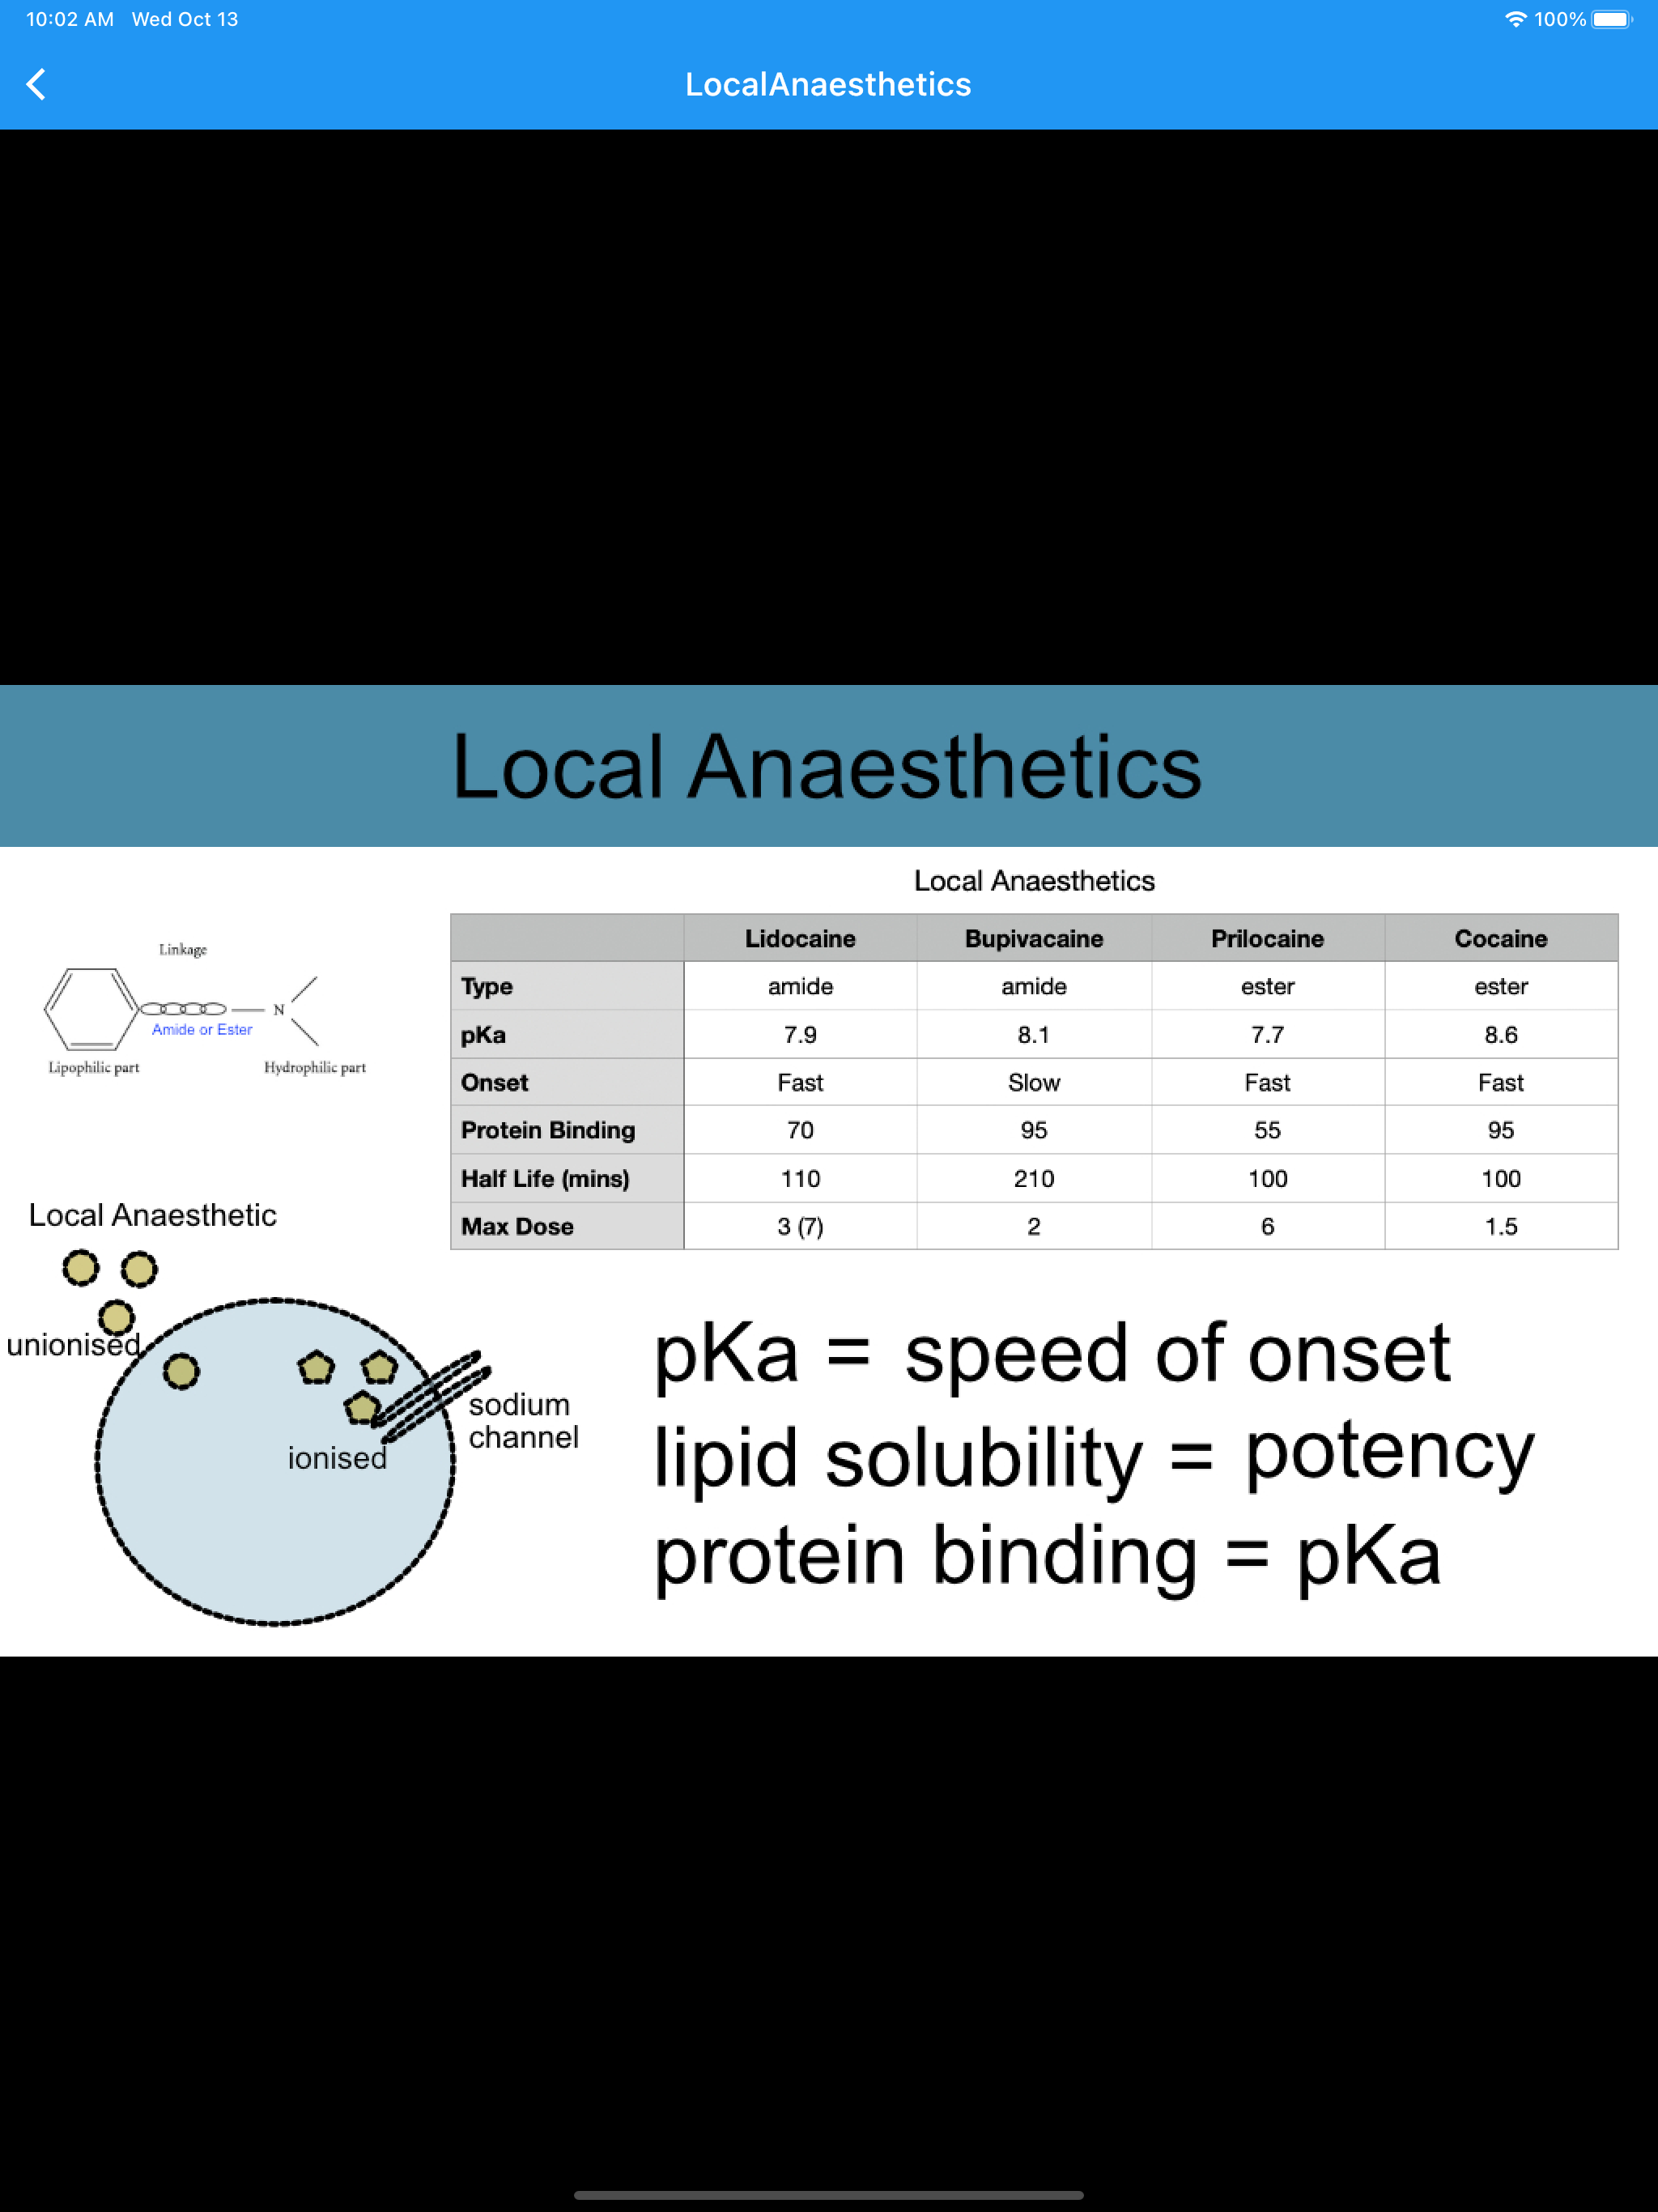 10:02 AM Wed Oct 13 100%
LocalAnaesthetics
Local Anaesthetics
Local Anaesthetics
Lidocaine Bupivacaine Prilocaine Cocaine
Type amide amide ester ester
pKa 7.9 8.1 7.7 8.6
Onset Fast Slow Fast Fast
Protein Binding 70 95 55 95
Half Life (mins) 110 210 100 100
Max Dose 3 (7) 2 6 1.5
Linkage
N
Amide or Ester
Lipophilic part Hydrophilic part
Local Anaesthetic
unionised
ionised
sodium
channel
pKa = speed of onset
lipid solubility = potency
protein binding = pKa